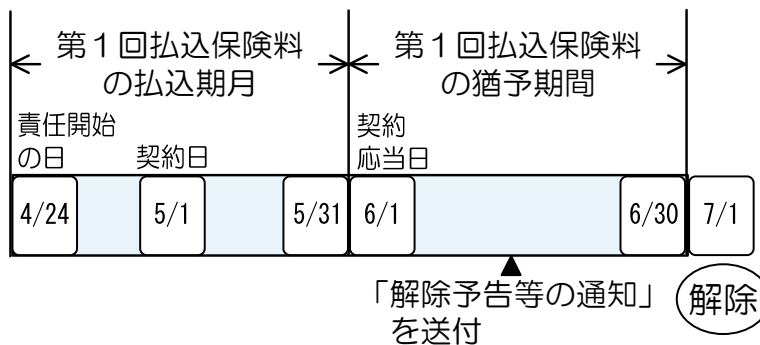 第１回払込保険料
の払込期月
第１回払込保険料
の猶予期間
責任開始
の日
契約日
契約
応当日
4/24
5/1
5/31
6/1
6/30
7/1
「解除予告等の通知」
を送付
解除